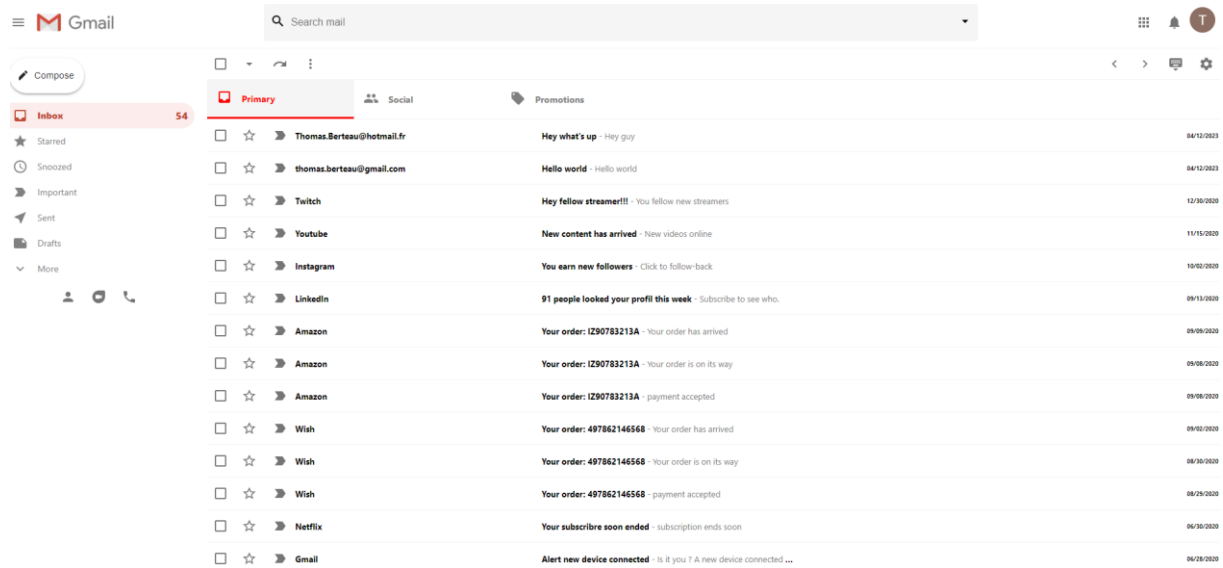 Gmail
Search mail
T
Compose
Inbox 54
Starred
Snoozed
Important
Sent
Drafts
More
Primary Social Promotions
Thomas.Berteau@hotmail.fr Hey what's up - Hey guy 04/12/2023
thomas.berteau@gmail.com Hello world - Hello world 04/12/2023
Twitch Hey fellow streamer!!! - You fellow new streamers 12/30/2020
Youtube New content has arrived - New videos online 11/15/2020
Instagram You earn new followers - Click to follow-back 10/02/2020
LinkedIn 91 people looked your profil this week - Subscribe to see who. 09/13/2020
Amazon Your order: IZ90783213A - Your order has arrived 09/09/2020
Amazon Your order: IZ90783213A - Your order is on its way 09/08/2020
Amazon Your order: IZ90783213A - payment accepted 09/08/2020
Wish Your order: 497862146568 - Your order has arrived 09/02/2020
Wish Your order: 497862146568 - Your order is on its way 08/30/2020
Wish Your order: 497862146568 - payment accepted 08/29/2020
Netflix Your subscribre soon ended - subscription ends soon 06/30/2020
Gmail Alert new device connected - Is it you ? A new device connected ... 06/28/2020